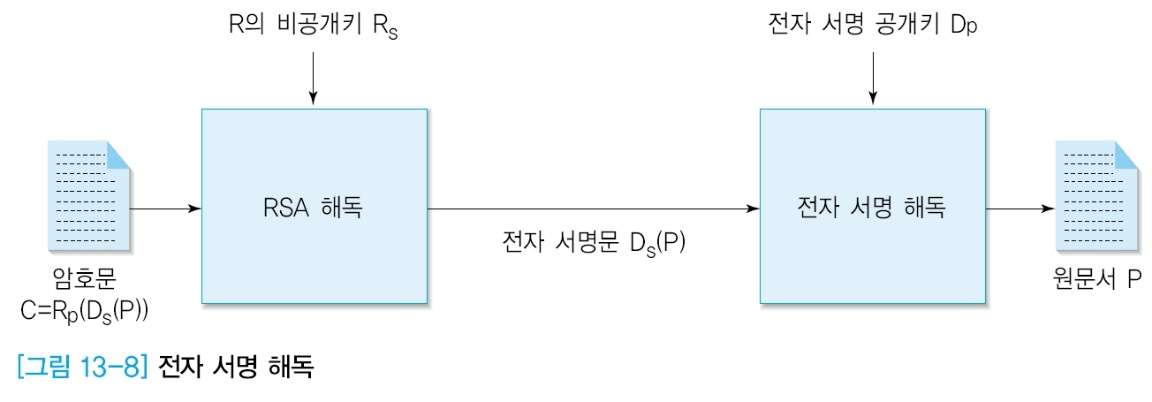 R의 비공개키 Rs
전자 서명 공개키 Dp
RSA 해독
전자 서명 해독
전자 서명문 Ds(P)
암호문
C=Rp(Ds(P))
원문서 P
[그림 13-8] 전자 서명 해독